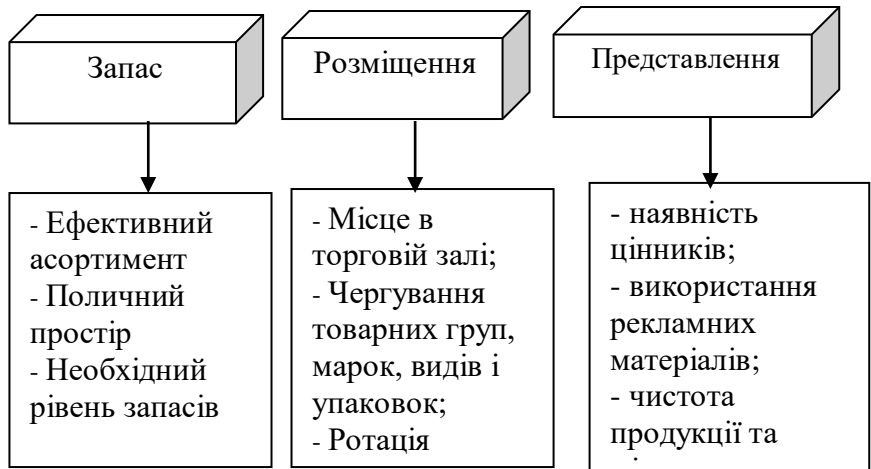 Запас
- Ефективний
асортимент
- Поличний
простір
- Необхідний
рівень запасів
Розміщення
- Місце в
торговій залі;
- Чергування
товарних груп,
марок, видів і
упаковок;
- Ротація
Представлення
- наявність
цінників;
- використання
рекламних
матеріалів;
- чистота
продукції та